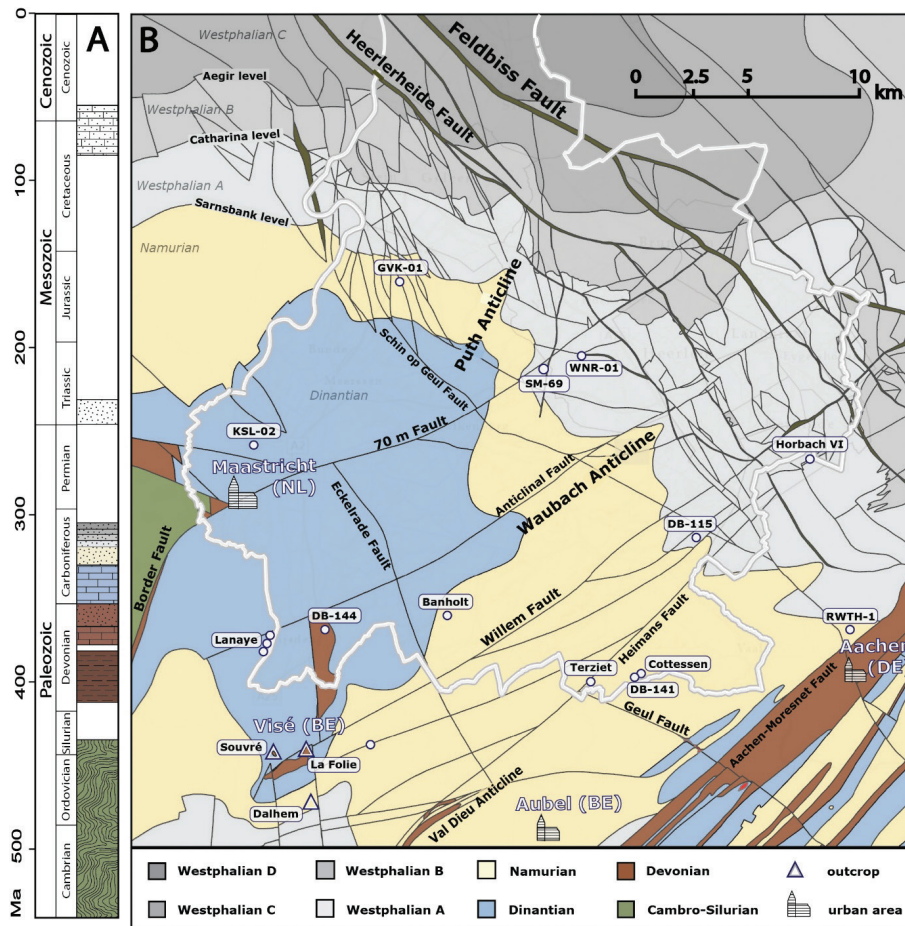 A
B
0
100
200
300
400
500
Ma
Cenozoic
Mesozoic
Paleozoic
Cenozoic
Cretaceous
Jurassic
Triassic
Permian
Carboniferous
Devonian
Silurian
Ordovician
Cambrian
Westphalian C
Aegir level
Westphalian B
Catharina level
Westphalian A
Sarnsbank level
Namurian
Heerlerheide Fault
Feldbiss Fault
0 2.5 5 10
km
GVK-01
Puth Anticline
Schin op Geul Fault
WNR-01
SM-69
Dinantian
KSL-02
70 m Fault
Maastricht
(NL)
Horbach VI
Anticlinal Fault
Waubach Anticline
Eckelrade Fault
Border Fault
DB-115
Banholt
DB-144
Lanaye
Willem Fault
Heimans Fault
RWTH-1
Aachen
(DE)
Terziet
Cottessen
DB-141
Geul Fault
Aachen-Moresnet Fault
Visé (BE)
Souvré
La Folie
Dalhem
Val Dieu Anticline
Aubel (BE)
Westphalian D
Westphalian B
Namurian
Devonian
outcrop
Westphalian C
Westphalian A
Dinantian
Cambro-Silurian
urban area